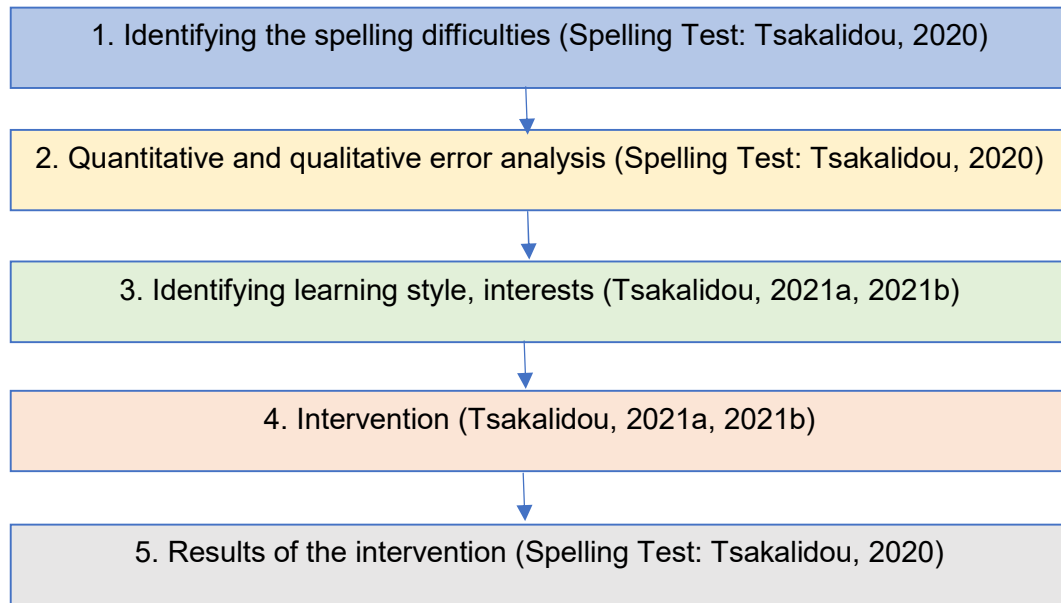 1. Identifying the spelling difficulties (Spelling Test: Tsakalidou, 2020)
2. Quantitative and qualitative error analysis (Spelling Test: Tsakalidou, 2020)
3. Identifying learning style, interests (Tsakalidou, 2021a, 2021b)
4. Intervention (Tsakalidou, 2021a, 2021b)
5. Results of the intervention (Spelling Test: Tsakalidou, 2020)